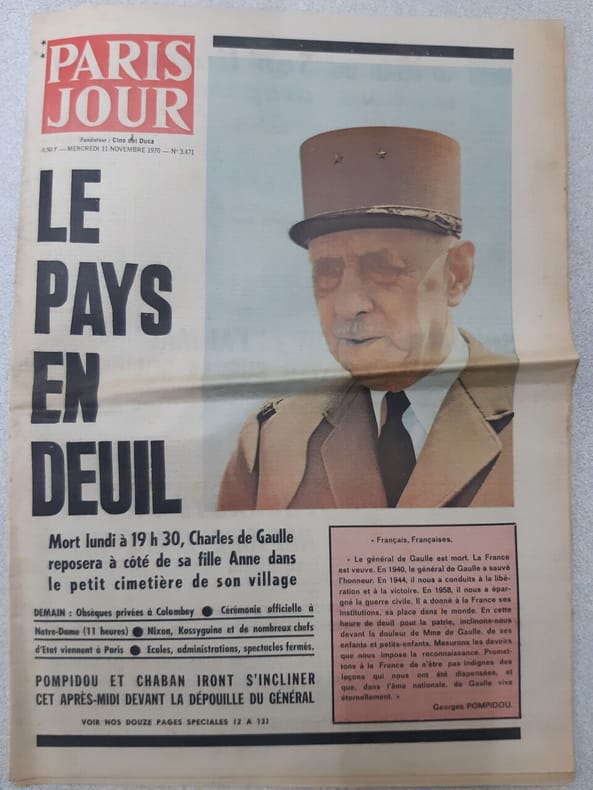 PARIS
JOUR
Fondateur : Cino del Duca
0,50 F — MERCREDI 11 NOVEMBRE 1970 — N° 3.471
LE
PAYS
EN
DEUIL
Mort lundi à 19 h 30, Charles de Gaulle
reposera à côté de sa fille Anne dans
le petit cimetière de son village
DEMAIN : Obsèques privées à Colombey ● Cérémonie officielle à
Notre-Dame (11 heures) ● Nixon, Kossyguine et de nombreux chefs
d'Etat viennent à Paris ● Ecoles, administrations, spectacles fermés.
POMPIDOU ET CHABAN IRONT S'INCLINER
CET APRÈS-MIDI DEVANT LA DÉPOUILLE DU GÉNÉRAL
VOIR NOS DOUZE PAGES SPECIALES (2 A 13)
« Français, Françaises,
« Le général de Gaulle est mort. La France
est veuve. En 1940, le général de Gaulle a sauvé
l'honneur. En 1944, il nous a conduits à la libé-
ration et à la victoire. En 1958, il nous a épar-
gné la guerre civile. Il a donné à la France ses
institutions, sa place dans le monde. En cette
heure de deuil pour la patrie, inclinons-nous
devant la douleur de Mme de Gaulle, de ses
enfants et petits-enfants. Mesurons les devoirs
que nous impose la reconnaissance. Promet-
tons à la France de n'être pas indignes des
leçons qui nous ont été dispensées, et
que, dans l'âme nationale, de Gaulle vive
éternellement. »
Georges POMPIDOU.